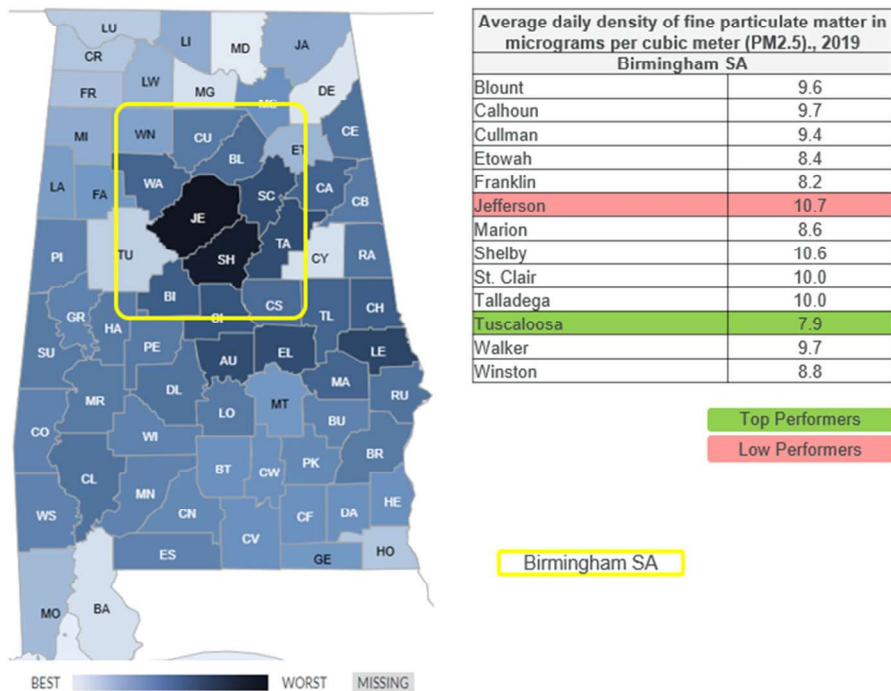 LU
LI
MD
JA
CR
LW
MG
DE
FR
CE
MI
WN
CU
BL
ET
WA
SC
CA
LA
FA
CB
JE
TA
TU
SH
CY
PI
RA
BI
CS
TL
CH
GR
HA
SU
PE
AU
EL
LE
DL
MA
MR
LO
MT
RU
CO
WI
BU
BR
CL
BT
CW
PK
MN
CN
CF
DA
HE
WS
CV
ES
GE
HO
MO
BA
BEST
WORST
MISSING
Average daily density of fine particulate matter in
micrograms per cubic meter (PM2.5)., 2019
Birmingham SA
Blount 9.6
Calhoun 9.7
Cullman 9.4
Etowah 8.4
Franklin 8.2
Jefferson 10.7
Marion 8.6
Shelby 10.6
St. Clair 10.0
Talladega 10.0
Tuscaloosa 7.9
Walker 9.7
Winston 8.8
Top Performers
Low Performers
Birmingham SA